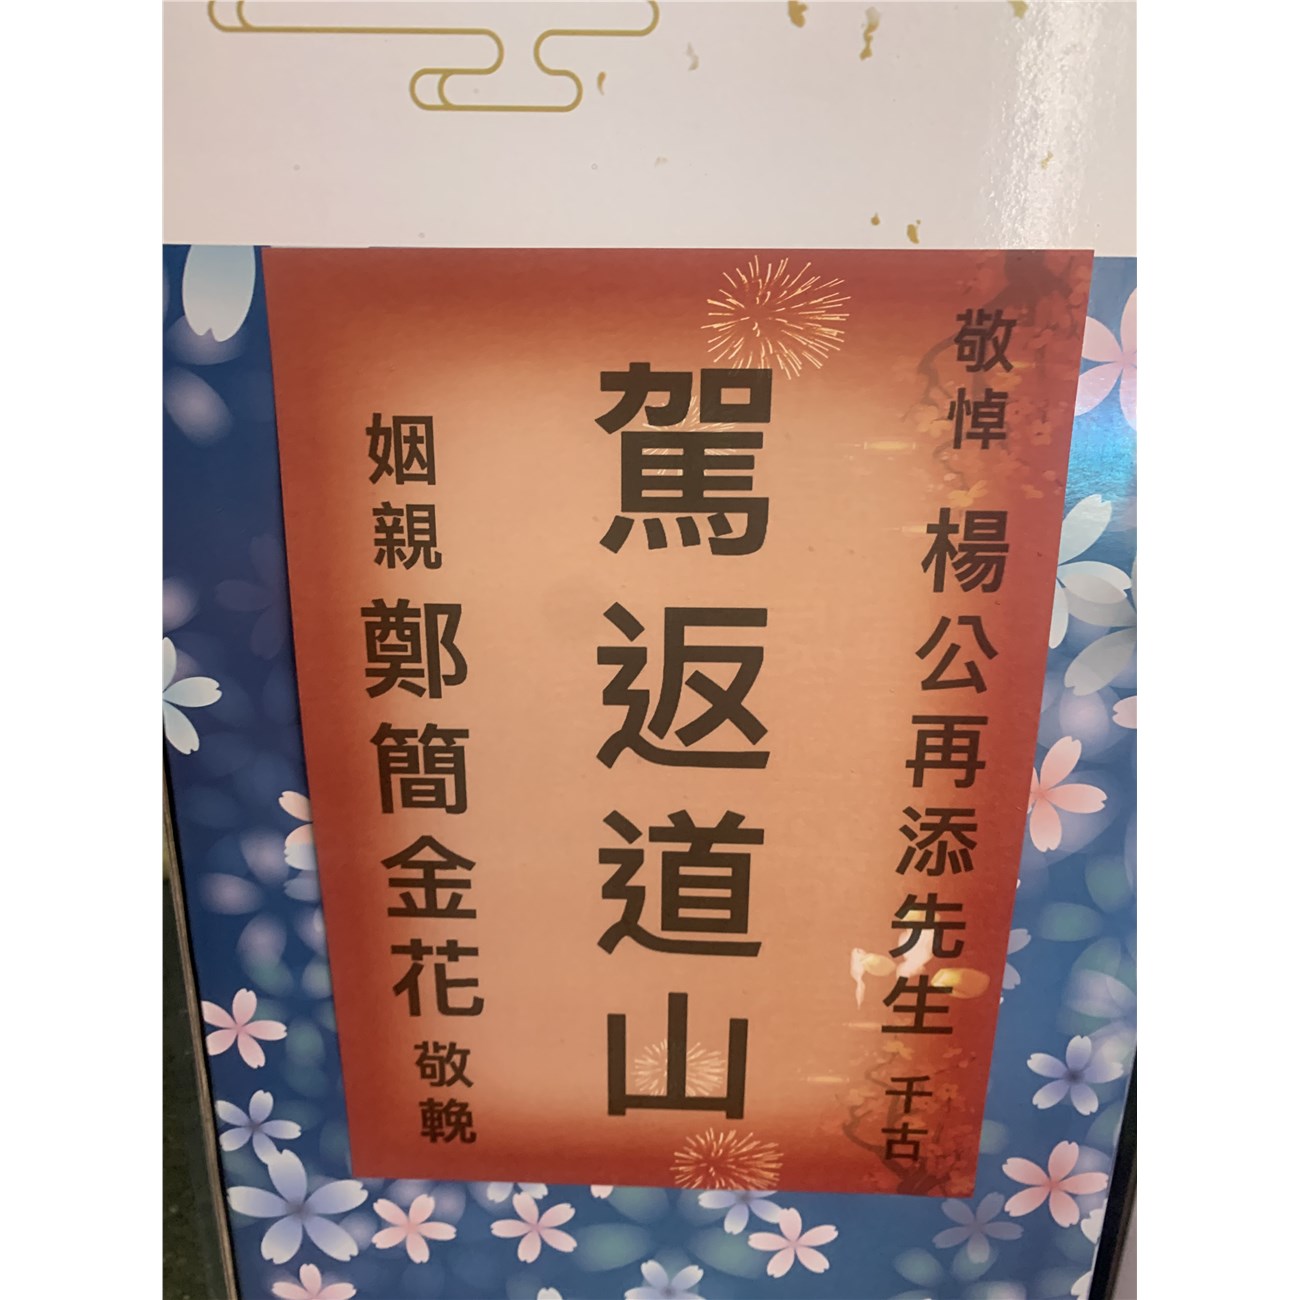 敬悼 楊公再添先生 千古
駕返道山
姻親 鄭簡金花 敬輓